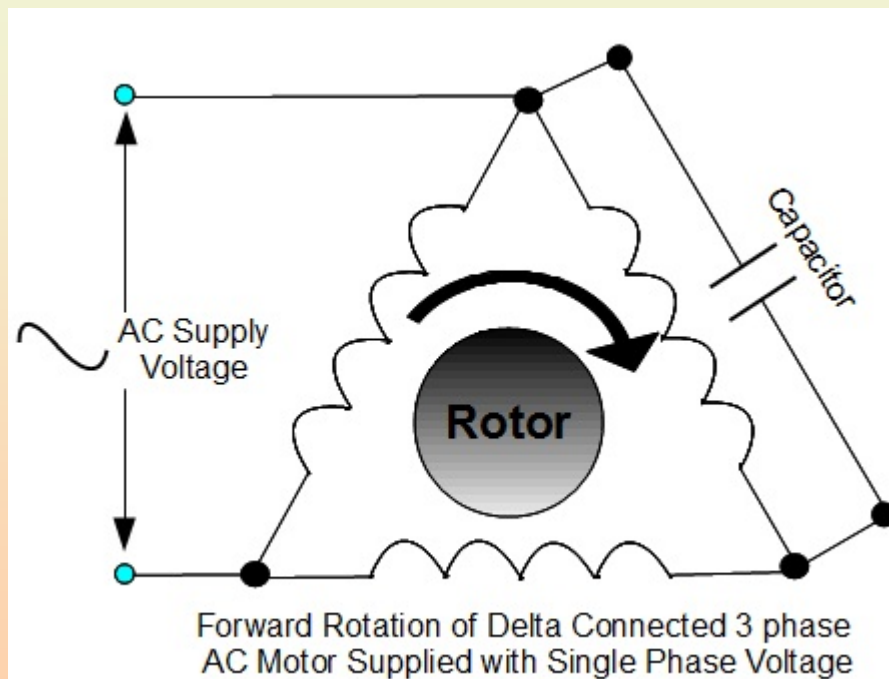 Capacitor
AC Supply
Voltage
Rotor
Forward Rotation of Delta Connected 3 phase
AC Motor Supplied with Single Phase Voltage